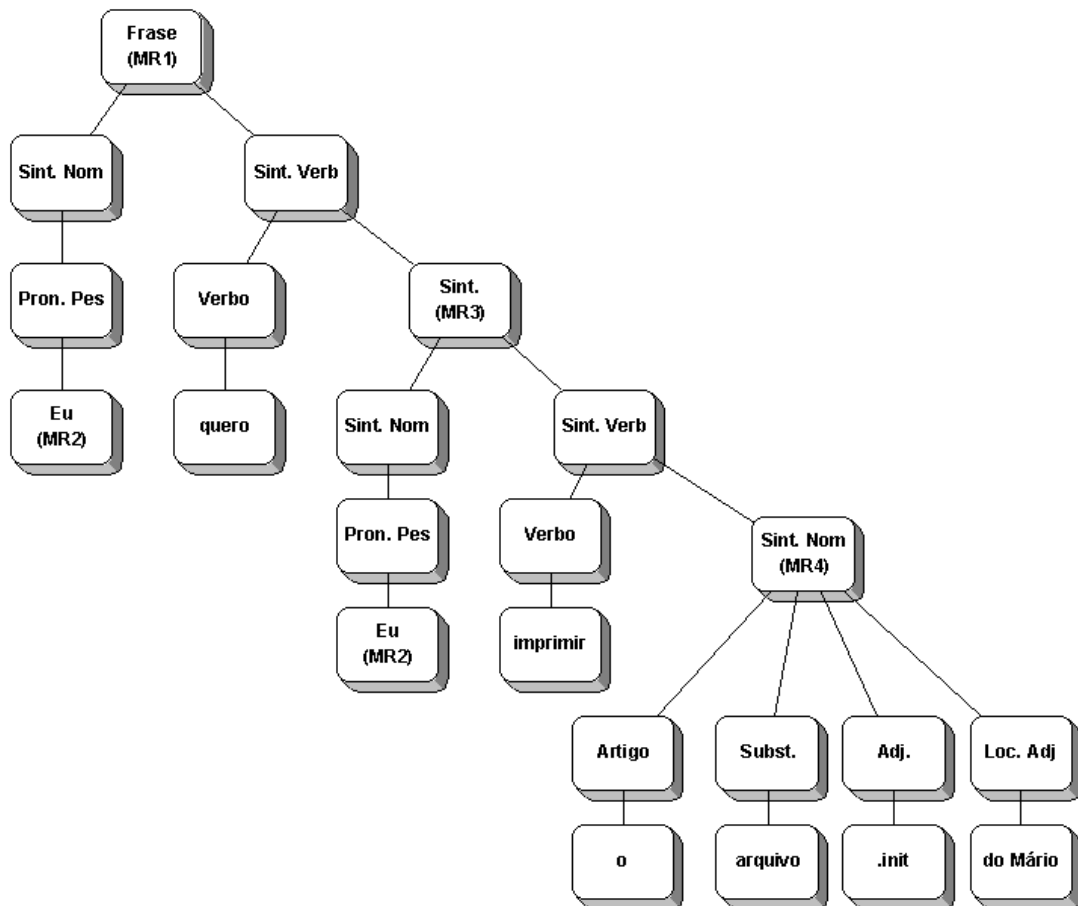 Frase
(MR1)
Sint. Nom
Sint. Verb
Pron. Pes
Verbo
Sint.
(MR3)
Eu
(MR2)
quero
Sint. Nom
Sint. Verb
Pron. Pes
Verbo
Sint. Nom
(MR4)
Eu
(MR2)
imprimir
Artigo
Subst.
Adj.
Loc. Adj
o
arquivo
.init
do Mário